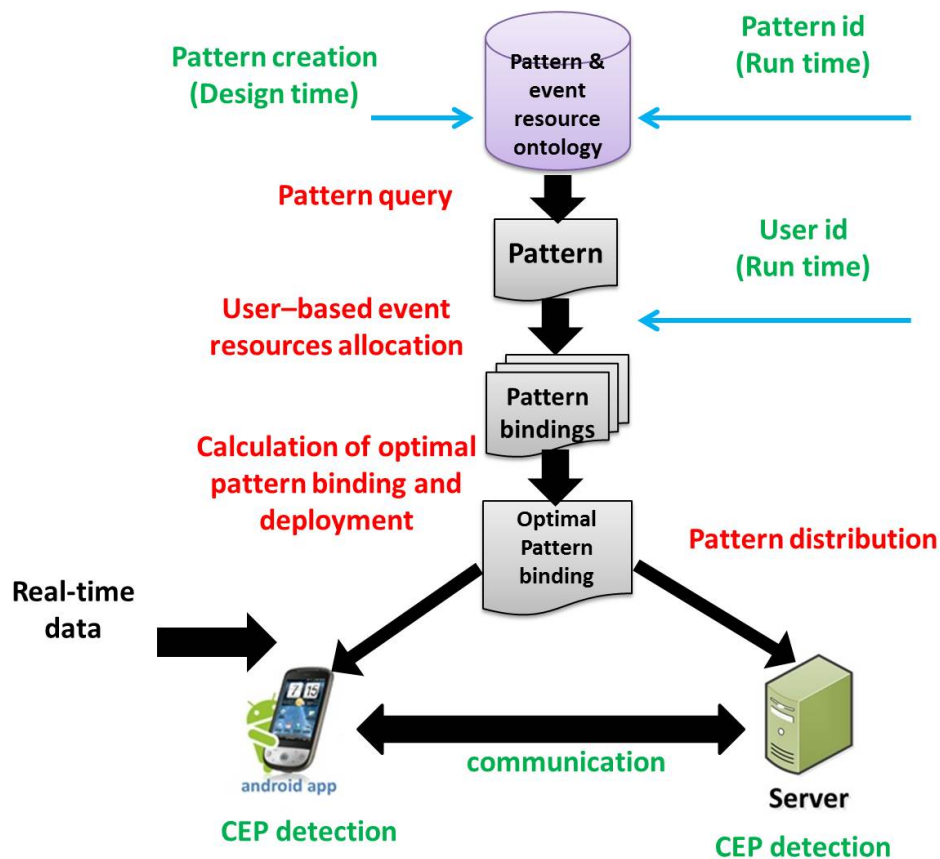 Pattern creation
(Design time)
Pattern &
event
resource
ontology
Pattern id
(Run time)
Pattern query
Pattern
User id
(Run time)
User–based event
resources allocation
Pattern
bindings
Calculation of optimal
pattern binding and
deployment
Optimal
Pattern
binding
Pattern distribution
Real-time
data
7 15
android app
communication
Server
CEP detection
CEP detection